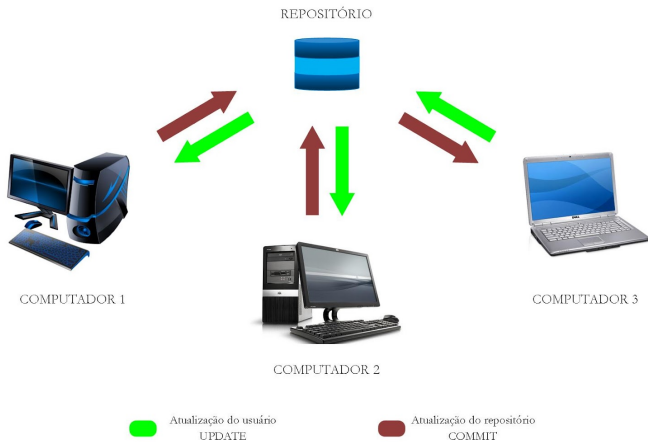 REPOSITÓRIO
COMPUTADOR 1
COMPUTADOR 3
COMPUTADOR 2
Atualização do usuário
UPDATE
Atualização do repositório
COMMIT